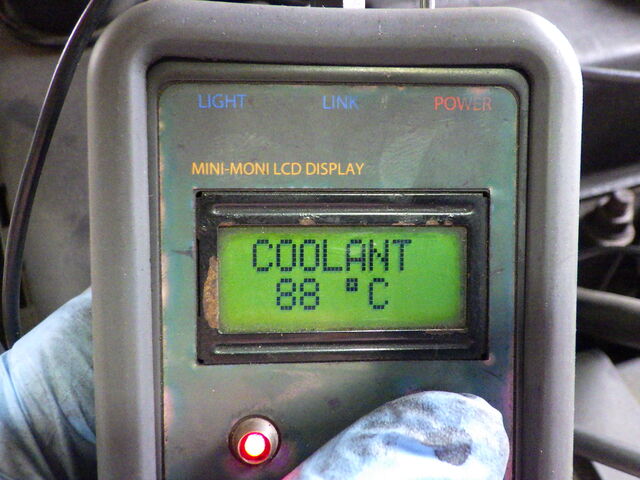 LIGHT LINK POWER
MINI-MONI LCD DISPLAY
COOLANT
88 °C